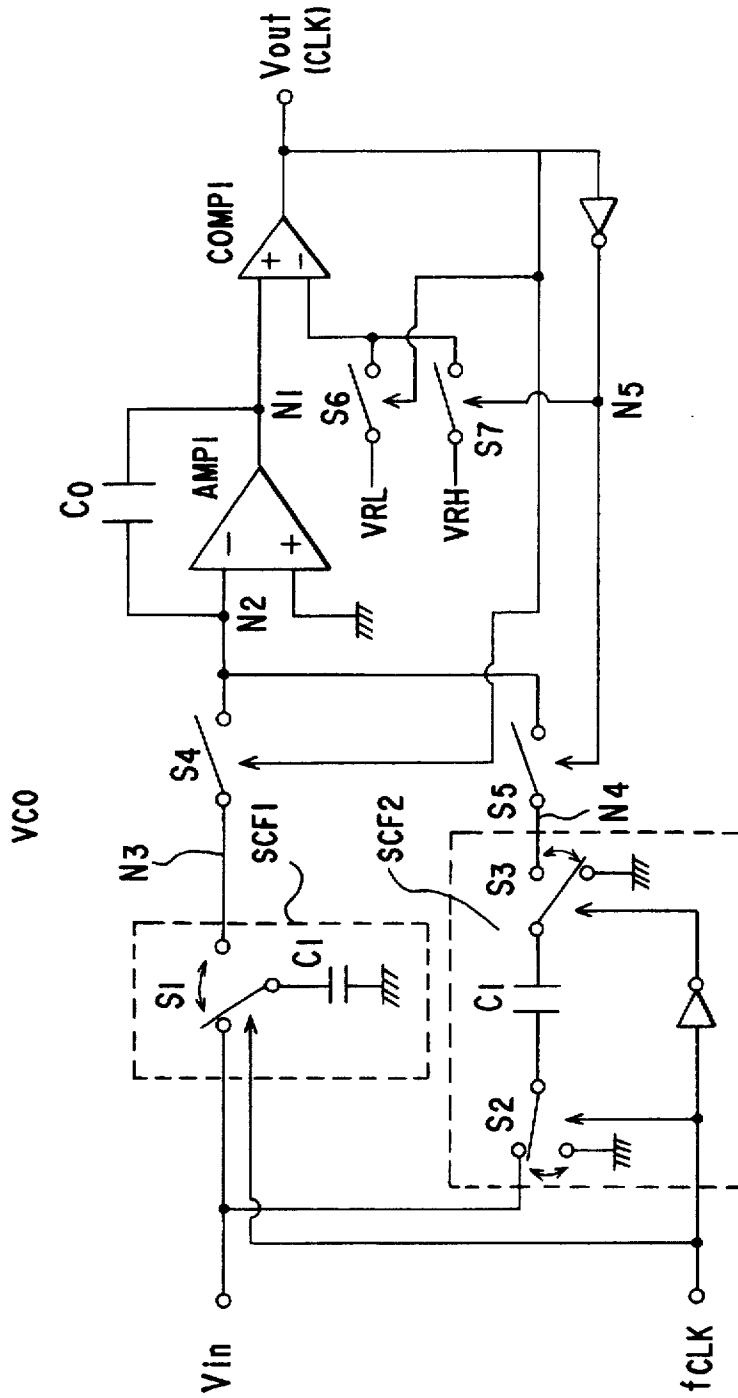 VCO
Vin
fCLK
S1
C1
SCF1
N3
S2
C1
S3
SCF2
N4
S4
S5
N2
C0
AMP1
−
+
N1
VRL
VRH
S6
S7
COMP1
+
−
N5
Vout
(CLK)